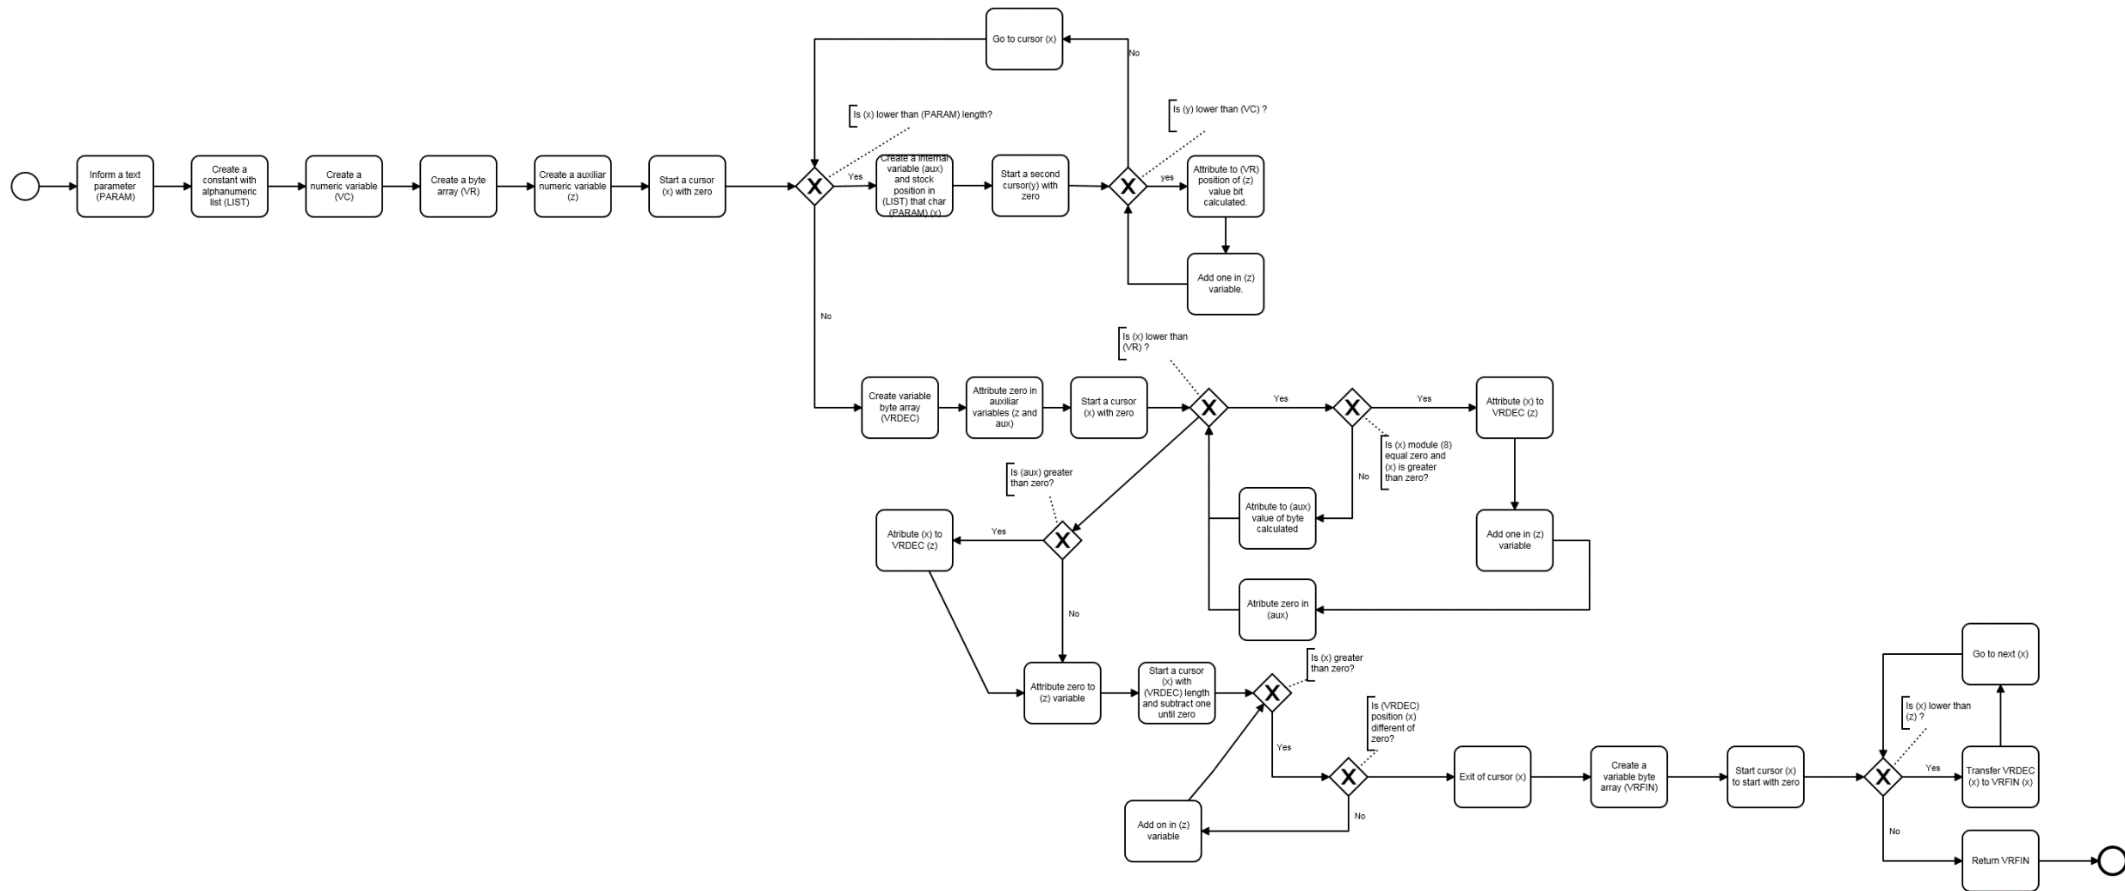 Go to cursor (x)
No
Is (x) lower than (PARAM) length?
Is (y) lower than (VC) ?
Inform a text
parameter
(PARAM)
Create a
constant with
alphanumeric
list (LIST)
Create a
numeric variable
(VC)
Create a byte
array (VR)
Create a auxiliar
numeric variable
(z)
Start a cursor
(x) with zero
Yes
Create a internal
variable (aux)
and stock
position in
(LIST) that char
(PARAM) (x)
Start a second
cursor(y) with
zero
yes
Attribute to (VR)
position of (z)
value bit
calculated.
Add one in (z)
variable.
No
Is (x) lower than
(VR) ?
Create variable
byte array
(VRDEC)
Attribute zero in
auxiliar
variables (z and
aux)
Start a cursor
(x) with zero
Yes
Yes
Attribute (x) to
VRDEC (z)
Is (x) module (8)
equal zero and
(x) is greater
than zero?
No
Is (aux) greater
than zero?
Atribute to (aux)
value of byte
calculated
Atribute (x) to
VRDEC (z)
Yes
Add one in (z)
variable
Atribute zero in
(aux)
No
Is (x) greater
than zero?
Go to next (x)
Attribute zero to
(z) variable
Start a cursor
(x) with
(VRDEC) length
and subtract one
until zero
Is (VRDEC)
position (x)
different of
zero?
Is (x) lower than
(z) ?
Yes
Exit of cursor (x)
Create a
variable byte
array (VRFIN)
Start cursor (x)
to start with zero
Yes
Transfer VRDEC
(x) to VRFIN (x)
Add on in (z)
variable
No
No
Return VRFIN